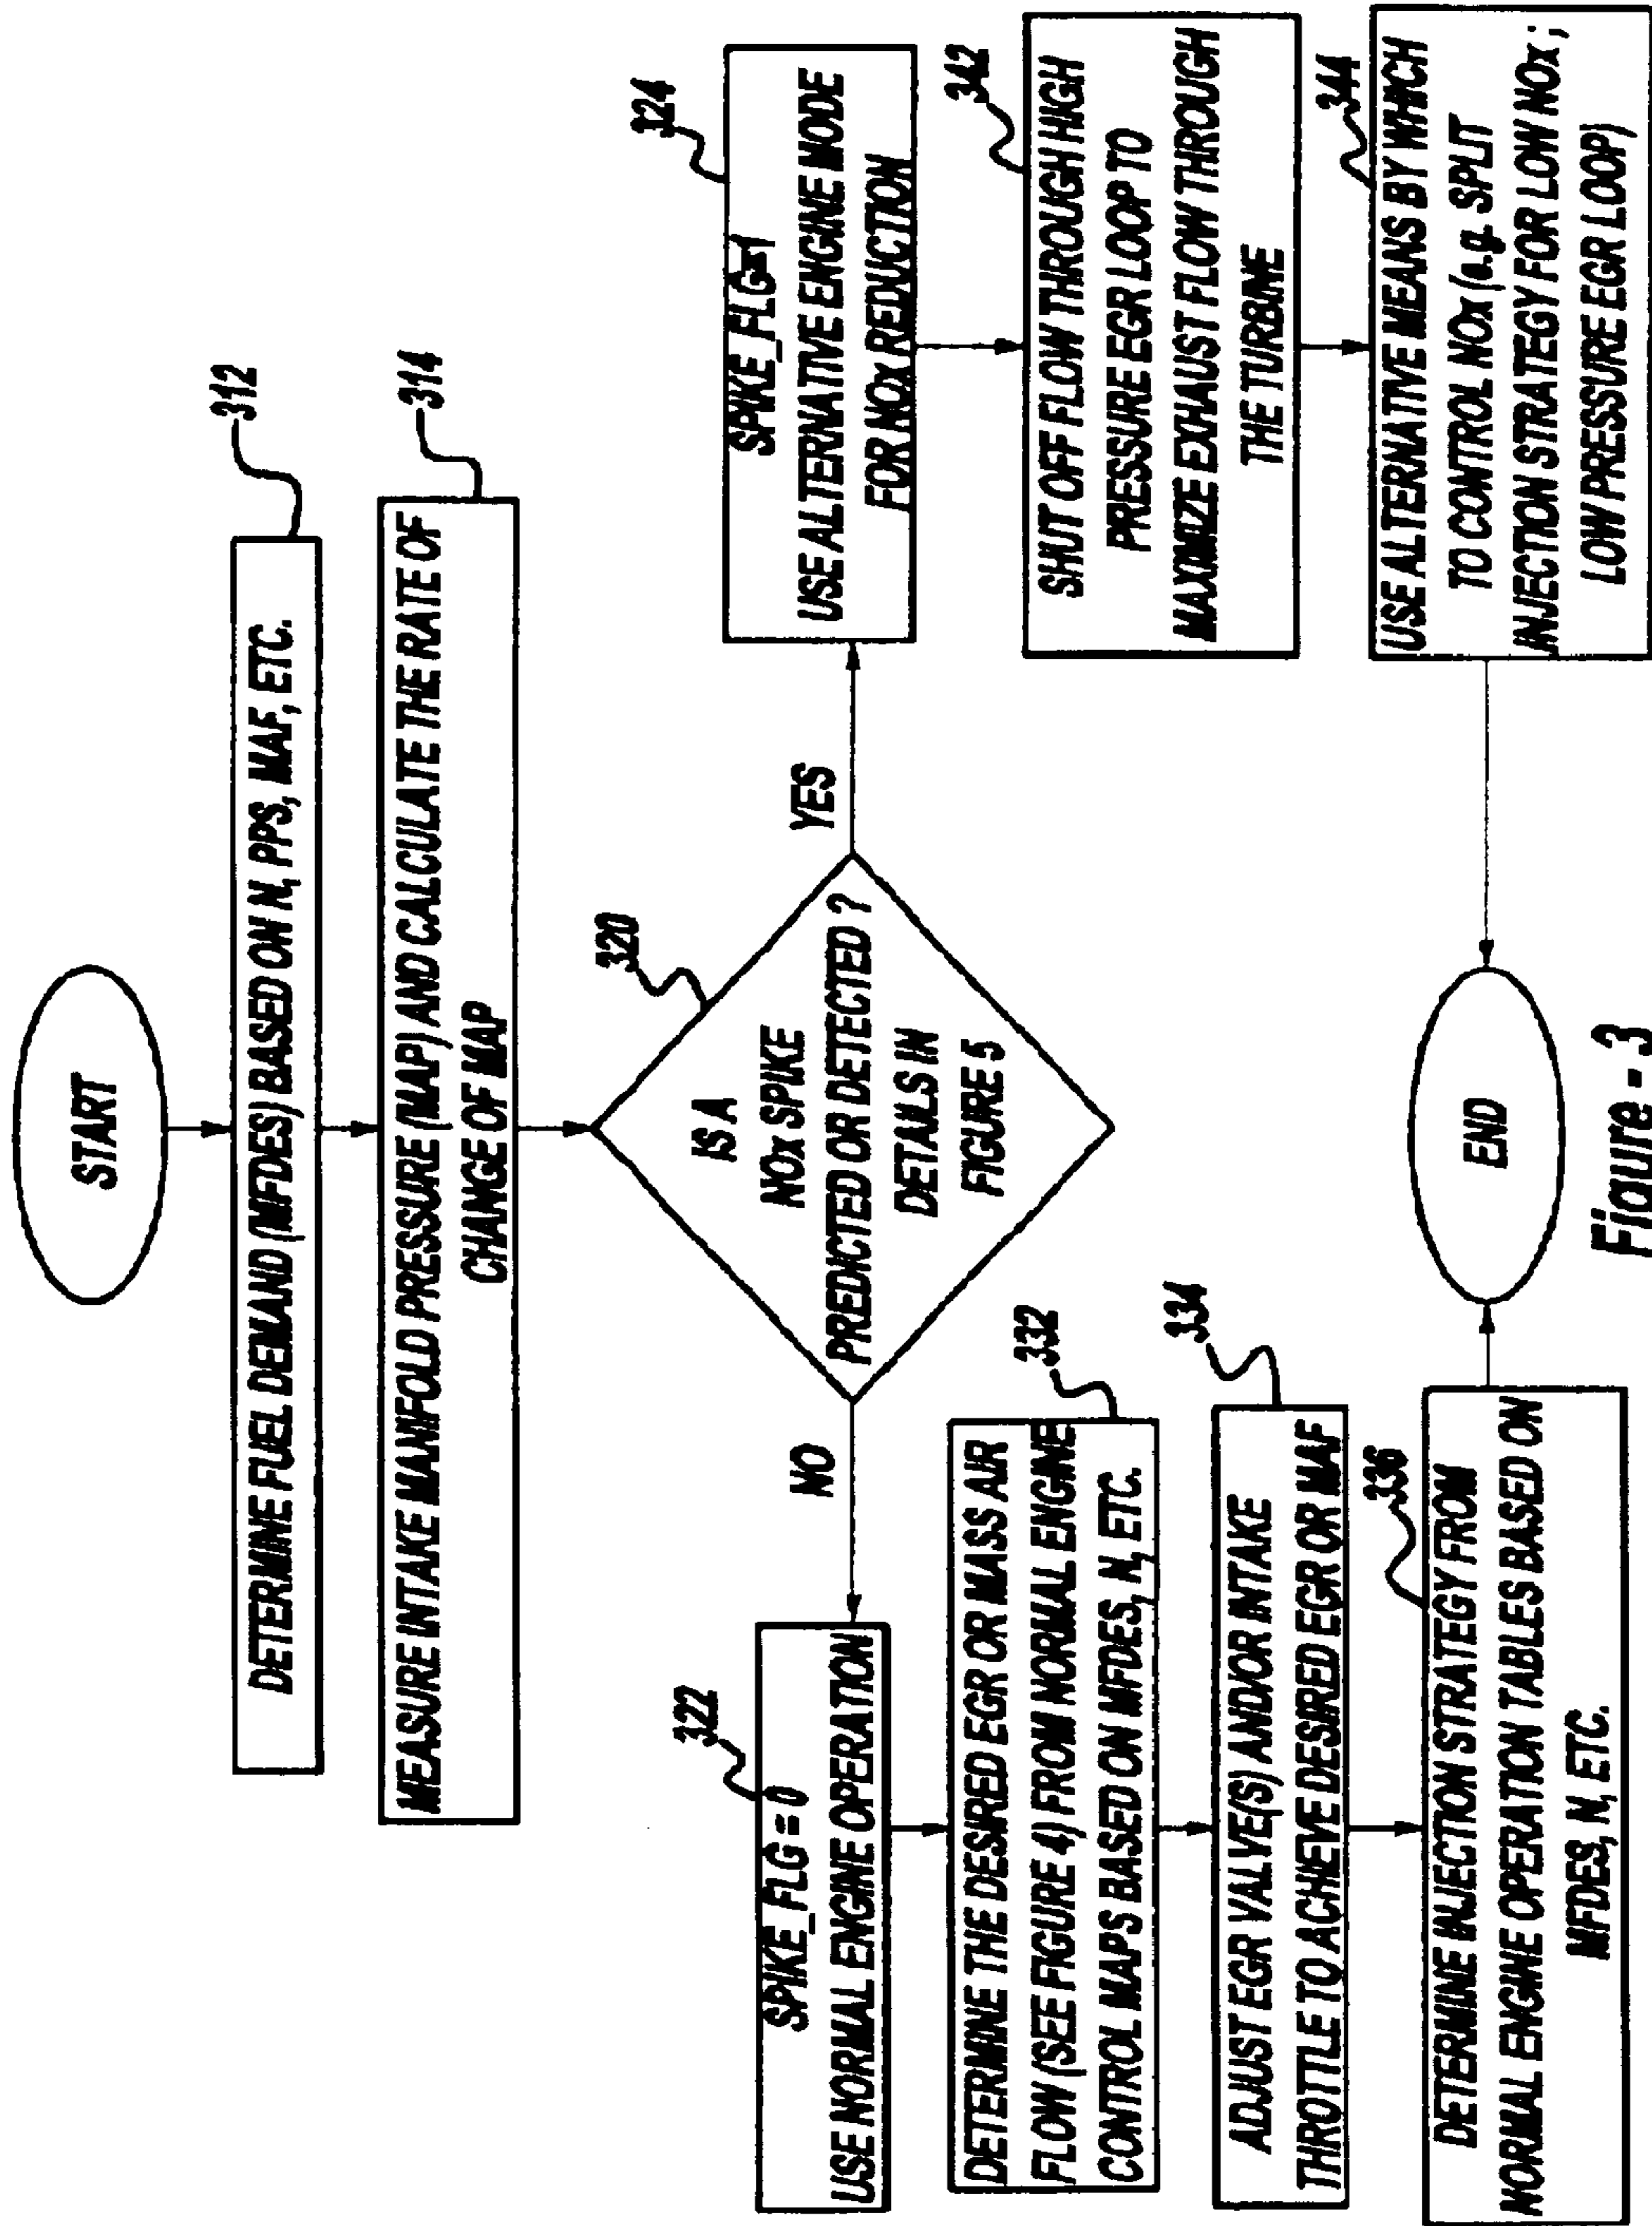 START
312
DETERMINE FUEL DEMAND (MFDES) BASED ON N, PPS, MAF, ETC.
314
MEASURE INTAKE MANIFOLD PRESSURE (MAP) AND CALCULATE THE RATE OF
CHANGE OF MAP
320
IS A
NOx SPIKE
PREDICTED OR DETECTED ?
DETAILS IN
FIGURE 5
NO
YES
322
SPIKE_FLG = 0
USE NORMAL ENGINE OPERATION
332
DETERMINE THE DESIRED EGR OR MASS AIR
FLOW (SEE FIGURE 4) FROM NORMAL ENGINE
CONTROL MAPS BASED ON MFDES, N, ETC.
334
ADJUST EGR VALVE(S) AND/OR INTAKE
THROTTLE TO ACHIEVE DESIRED EGR OR MAF
336
DETERMINE INJECTION STRATEGY FROM
NORMAL ENGINE OPERATION TABLES BASED ON
MFDES, N, ETC.
324
SPIKE_FLG=1
USE ALTERNATIVE ENGINE MODE
FOR NOx REDUCTION
342
SHUT OFF FLOW THROUGH HIGH
PRESSURE EGR LOOP TO
MAXIMIZE EXHAUST FLOW THROUGH
THE TURBINE
344
USE ALTERNATIVE MEANS BY WHICH
TO CONTROL NOx (e.g. SPLIT
INJECTION STRATEGY FOR LOW NOx ;
LOW PRESSURE EGR LOOP)
END
Figure - 3